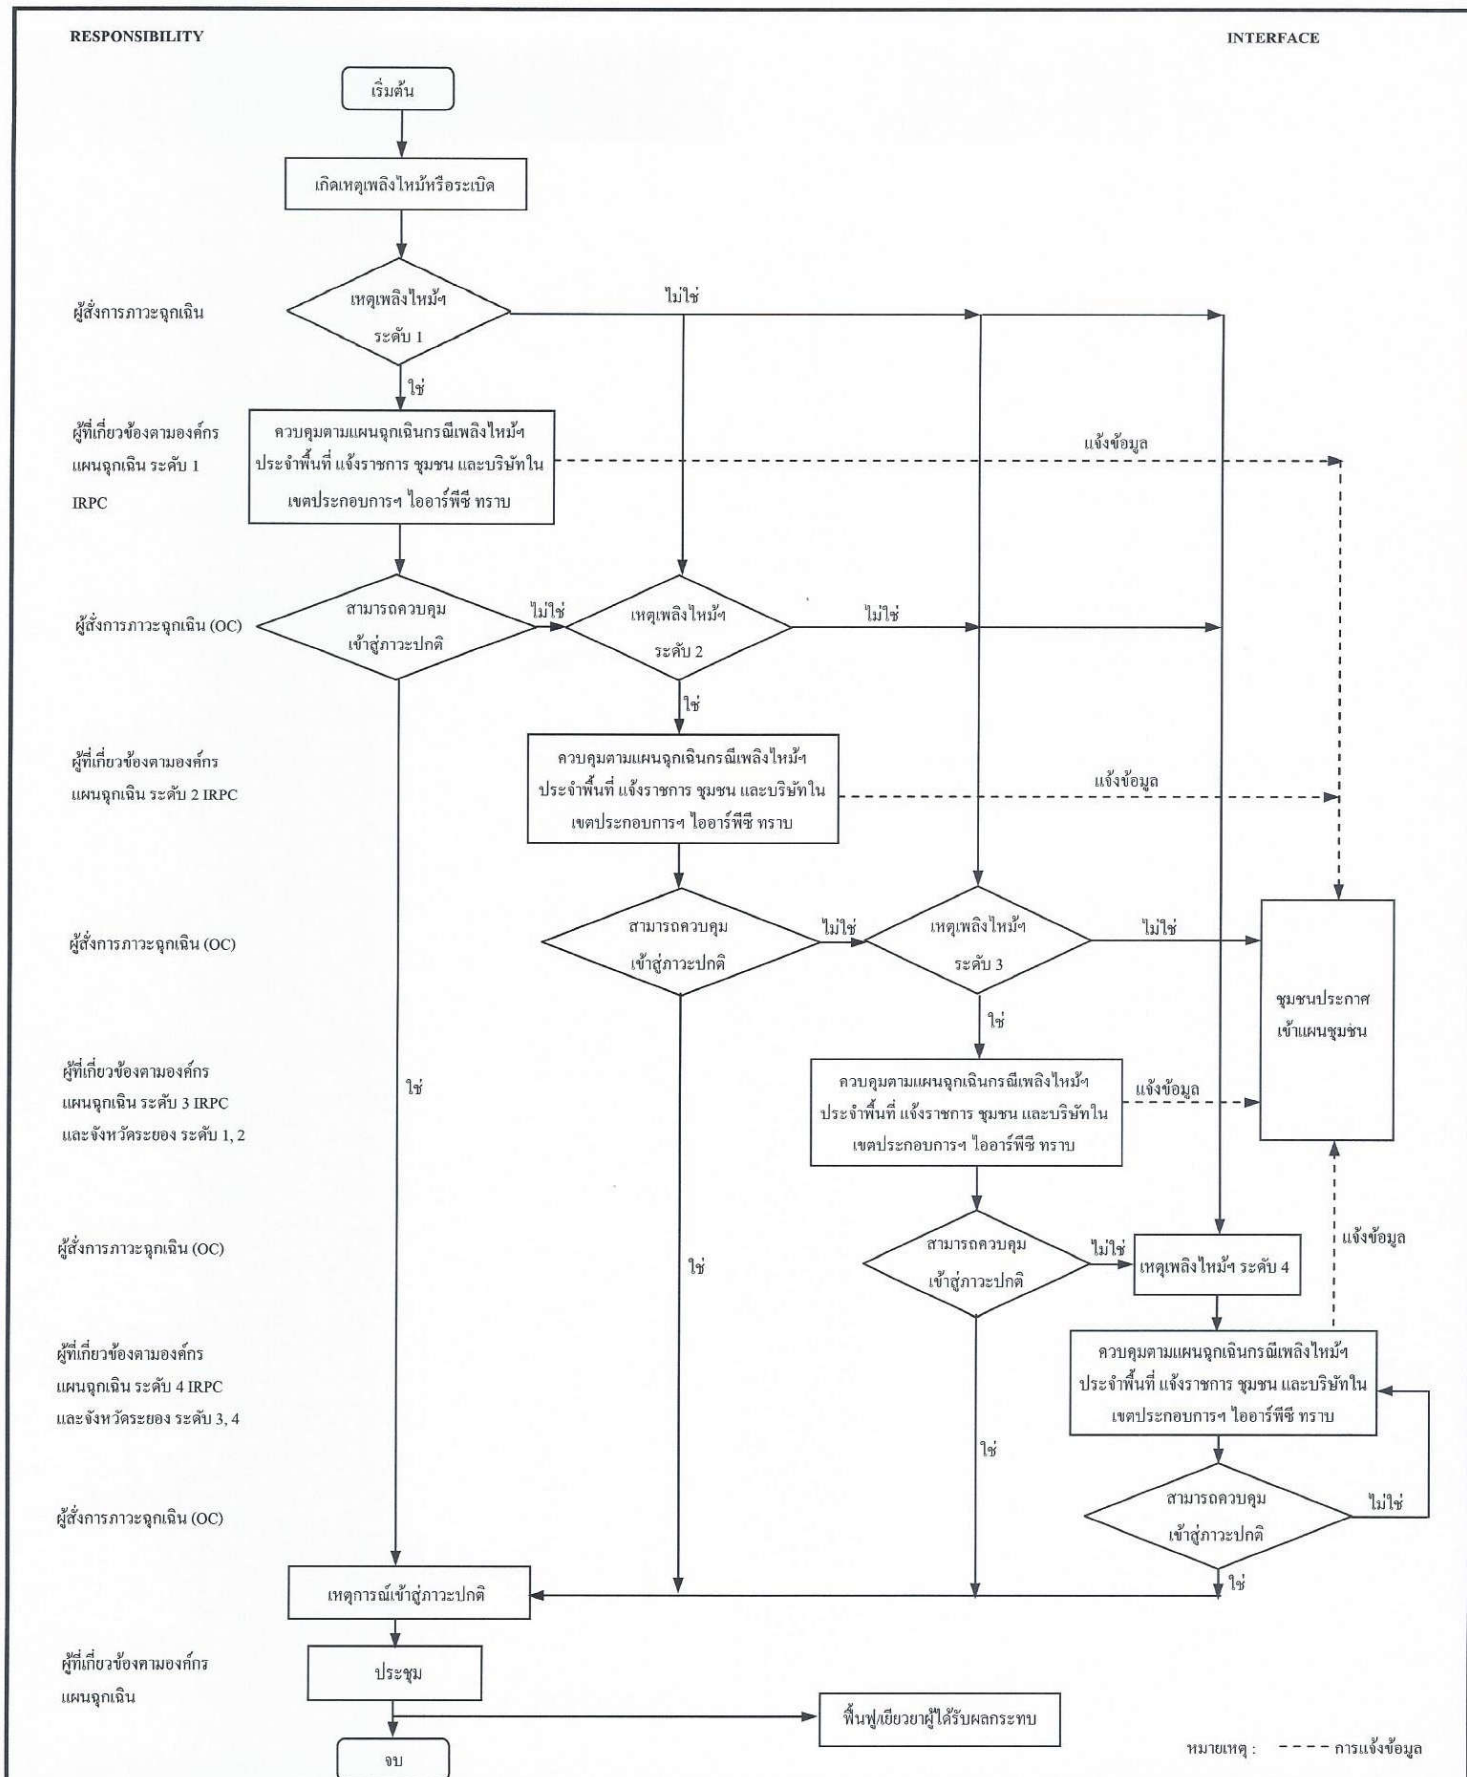 RESPONSIBILITY
INTERFACE
เริ่มต้น
เกิดเหตุเพลิงไหม้หรือระเบิด
ผู้สั่งการภาวะฉุกเฉิน
เหตุเพลิงไหม้ฯ
ระดับ 1
ไม่ใช่
ใช่
ผู้ที่เกี่ยวข้องตามองค์กร
แผนฉุกเฉิน ระดับ 1
IRPC
ควบคุมตามแผนฉุกเฉินกรณีเพลิงไหม้ฯ
ประจำพื้นที่ แจ้งราชการ ชุมชน และบริษัทใน
เขตประกอบการฯ ไออาร์พีซี ทราบ
แจ้งข้อมูล
ผู้สั่งการภาวะฉุกเฉิน (OC)
สามารถควบคุม
เข้าสู่ภาวะปกติ
ไม่ใช่
เหตุเพลิงไหม้ฯ
ระดับ 2
ไม่ใช่
ใช่
ผู้ที่เกี่ยวข้องตามองค์กร
แผนฉุกเฉิน ระดับ 2 IRPC
ควบคุมตามแผนฉุกเฉินกรณีเพลิงไหม้ฯ
ประจำพื้นที่ แจ้งราชการ ชุมชน และบริษัทใน
เขตประกอบการฯ ไออาร์พีซี ทราบ
แจ้งข้อมูล
ผู้สั่งการภาวะฉุกเฉิน (OC)
สามารถควบคุม
เข้าสู่ภาวะปกติ
ไม่ใช่
เหตุเพลิงไหม้ฯ
ระดับ 3
ไม่ใช่
ชุมชนประกาศ
เข้าแผนชุมชน
ใช่
ผู้ที่เกี่ยวข้องตามองค์กร
แผนฉุกเฉิน ระดับ 3 IRPC
และจังหวัดระยอง ระดับ 1, 2
ใช่
ควบคุมตามแผนฉุกเฉินกรณีเพลิงไหม้ฯ
ประจำพื้นที่ แจ้งราชการ ชุมชน และบริษัทใน
เขตประกอบการฯ ไออาร์พีซี ทราบ
แจ้งข้อมูล
ผู้สั่งการภาวะฉุกเฉิน (OC)
ใช่
สามารถควบคุม
เข้าสู่ภาวะปกติ
ไม่ใช่
เหตุเพลิงไหม้ฯ ระดับ 4
แจ้งข้อมูล
ผู้ที่เกี่ยวข้องตามองค์กร
แผนฉุกเฉิน ระดับ 4 IRPC
และจังหวัดระยอง ระดับ 3, 4
ใช่
ควบคุมตามแผนฉุกเฉินกรณีเพลิงไหม้ฯ
ประจำพื้นที่ แจ้งราชการ ชุมชน และบริษัทใน
เขตประกอบการฯ ไออาร์พีซี ทราบ
ผู้สั่งการภาวะฉุกเฉิน (OC)
สามารถควบคุม
เข้าสู่ภาวะปกติ
ไม่ใช่
ใช่
เหตุการณ์เข้าสู่ภาวะปกติ
ผู้ที่เกี่ยวข้องตามองค์กร
แผนฉุกเฉิน
ประชุม
ฟื้นฟู/เยียวยาผู้ได้รับผลกระทบ
จบ
หมายเหตุ : ---- การแจ้งข้อมูล